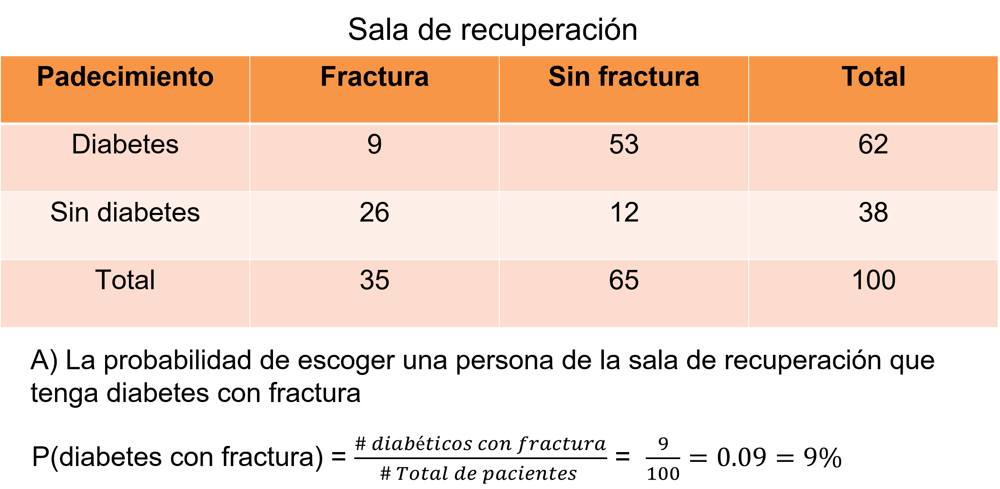 Sala de recuperación
Padecimiento Fractura Sin fractura Total
Diabetes 9 53 62
Sin diabetes 26 12 38
Total 35 65 100
A) La probabilidad de escoger una persona de la sala de recuperación que
tenga diabetes con fractura
P(diabetes con fractura) = # diabéticos con fractura / # Total de pacientes = 9/100 = 0.09 = 9%